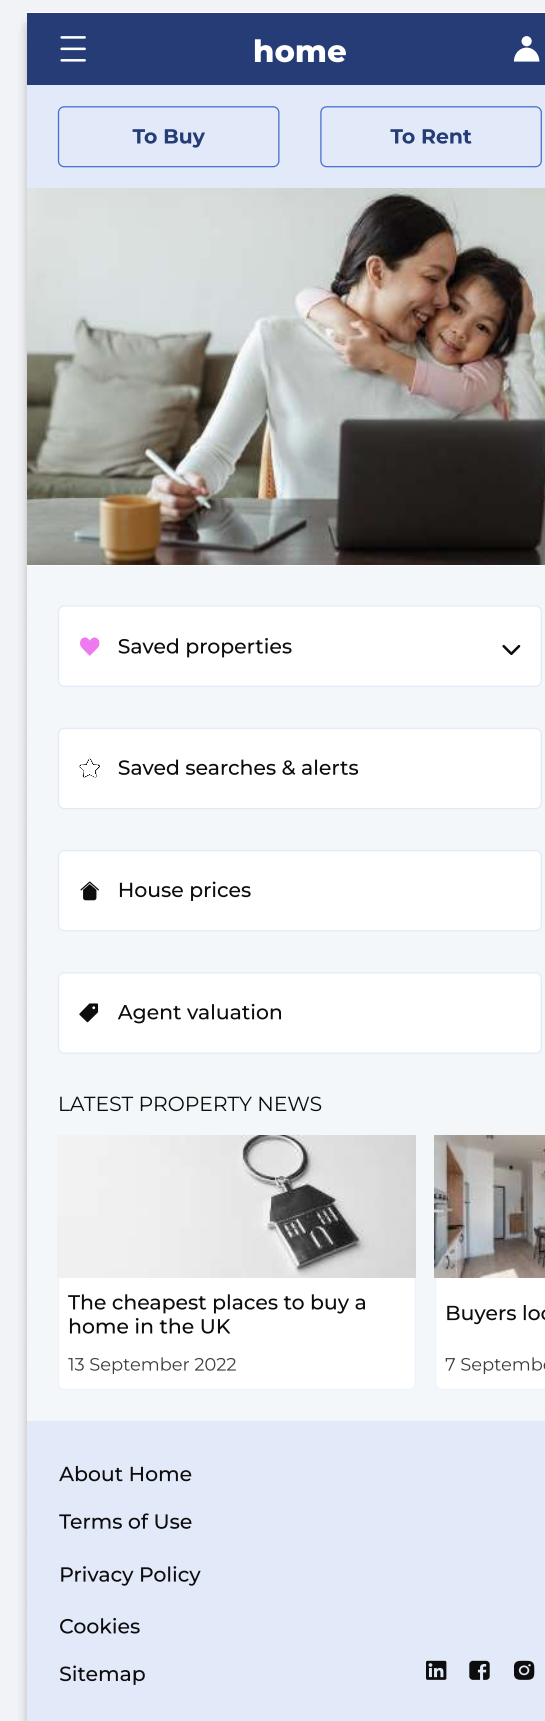 home
To Buy
To Rent
Saved properties
Saved searches & alerts
House prices
Agent valuation
LATEST PROPERTY NEWS
The cheapest places to buy a
home in the UK
13 September 2022
Buyers
7
About Home
Terms of Use
Privacy Policy
Cookies
Sitemap